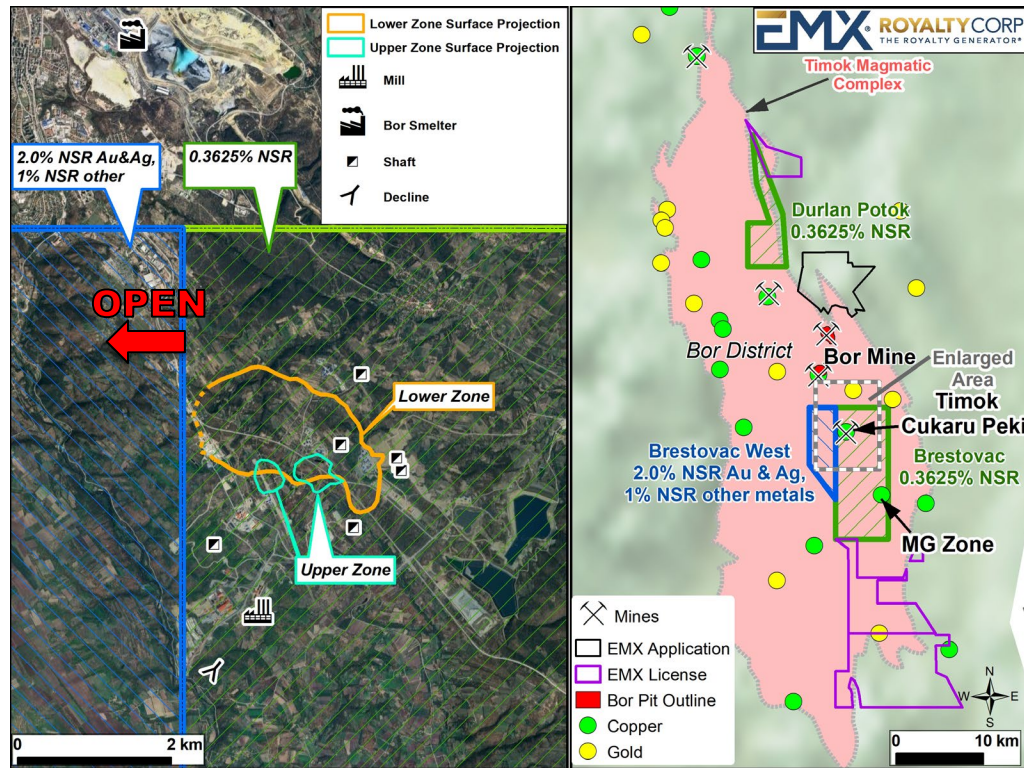 Lower Zone Surface Projection
Upper Zone Surface Projection
Mill
Bor Smelter
Shaft
Decline
2.0% NSR Au&Ag,
1% NSR other
0.3625% NSR
OPEN
Lower Zone
Upper Zone
0
2 km
EMX®
ROYALTYCORP
THE ROYALTY GENERATOR®
Timok Magmatic
Complex
Durlan Potok
0.3625% NSR
Bor District
Bor Mine
Enlarged
Area
Timok
Cukaru Peki
Brestovac West
2.0% NSR Au & Ag,
1% NSR other metals
Brestovac
0.3625% NSR
MG Zone
Mines
EMX Application
EMX License
Bor Pit Outline
Copper
Gold
N
W
E
S
0
10 km